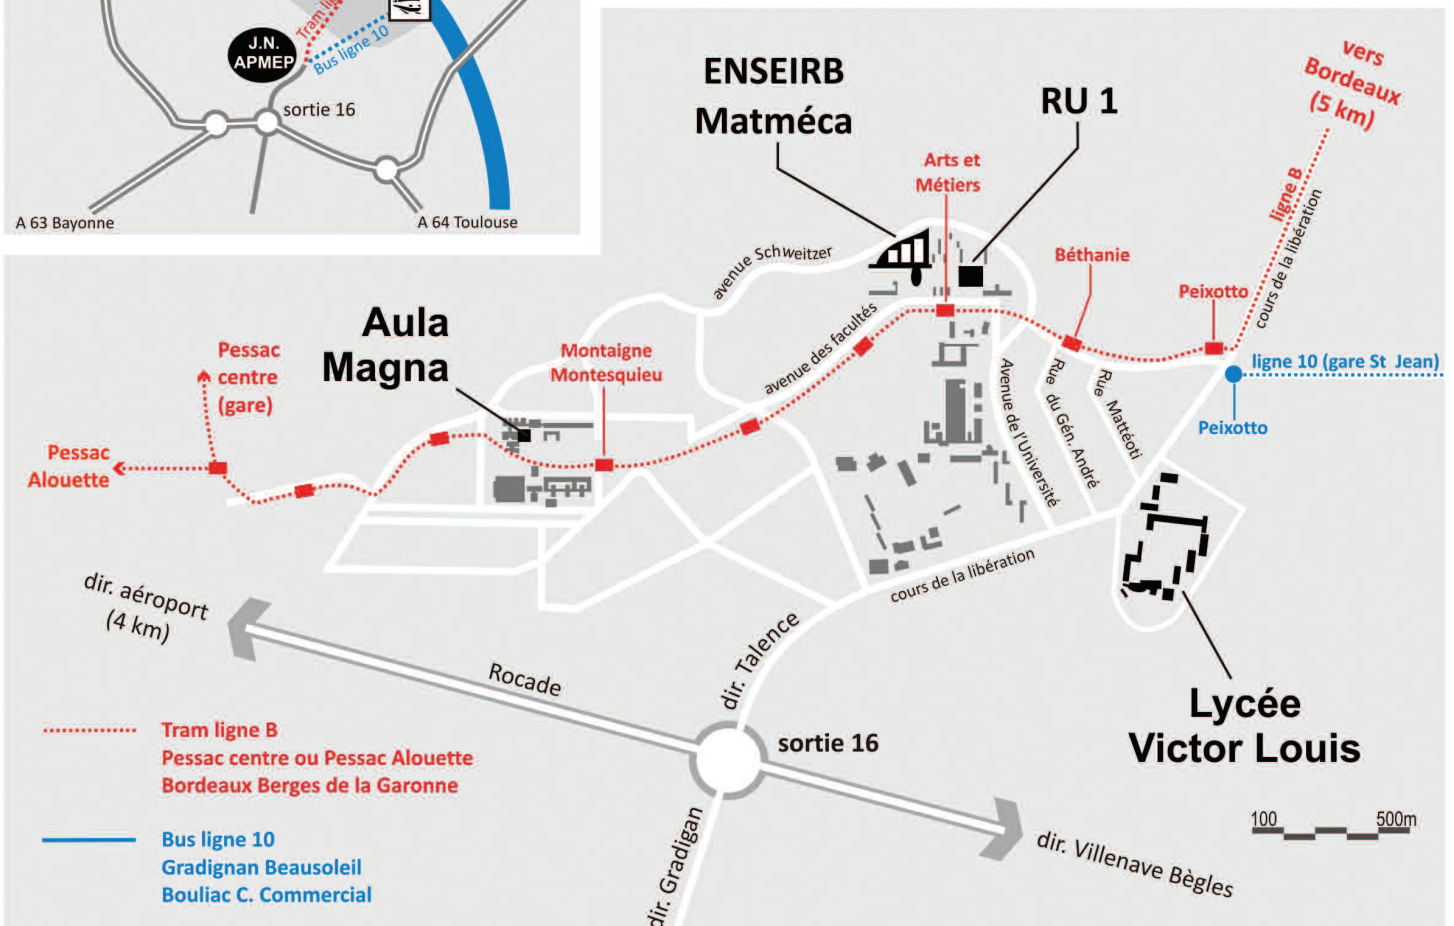 Tram lig
Bus ligne 10
J.N.
APMEP
sortie 16
A 63 Bayonne
A 64 Toulouse
ENSEIRB
Matméca
RU 1
vers
Bordeaux
(5 km)
Arts et
Métiers
ligne B
cours de la libération
avenue Schweitzer
Béthanie
Peixotto
Aula
Magna
avenue des facultés
Pessac
centre
(gare)
Montaigne
Montesquieu
ligne 10 (gare St Jean)
Peixotto
Avenue de l'Université
Rue du Gén. André
Rue Mattéoti
Pessac
Alouette
cours de la libération
dir. aéroport
(4 km)
Rocade
dir. Talence
Lycée
Victor Louis
sortie 16
Tram ligne B
Pessac centre ou Pessac Alouette
Bordeaux Berges de la Garonne
100 500m
dir. Gradigan
dir. Villenave Bègles
Bus ligne 10
Gradignan Beausoleil
Bouliac C. Commercial